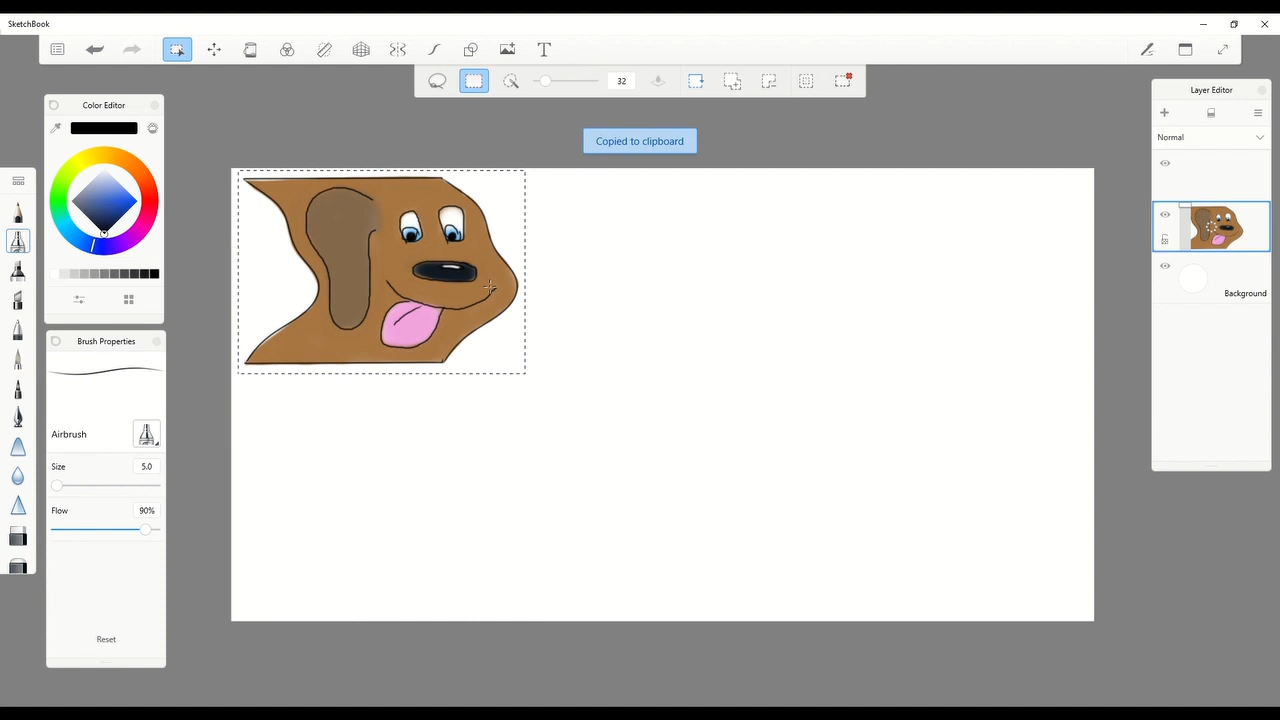 SketchBook
T
32
Color Editor
Layer Editor
Copied to clipboard
Normal
Background
Brush Properties
Airbrush
Size
5.0
Flow
90%
Reset